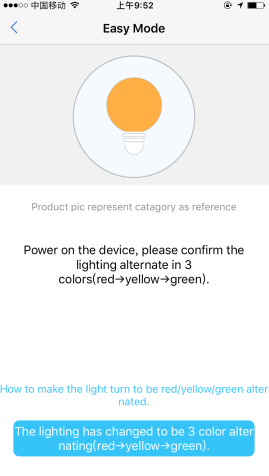 中国移动 上午9:52
Easy Mode
Product pic represent catagory as reference
Power on the device, please confirm the
lighting alternate in 3
colors(red→yellow→green).
How to make the light turn to be red/yellow/green alter
nated.
The lighting has changed to be 3 color alter
nating(red→yellow→green).